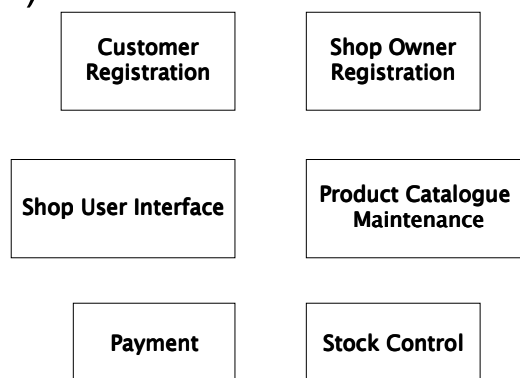 Customer
Registration
Shop Owner
Registration
Shop User Interface
Product Catalogue
Maintenance
Payment
Stock Control